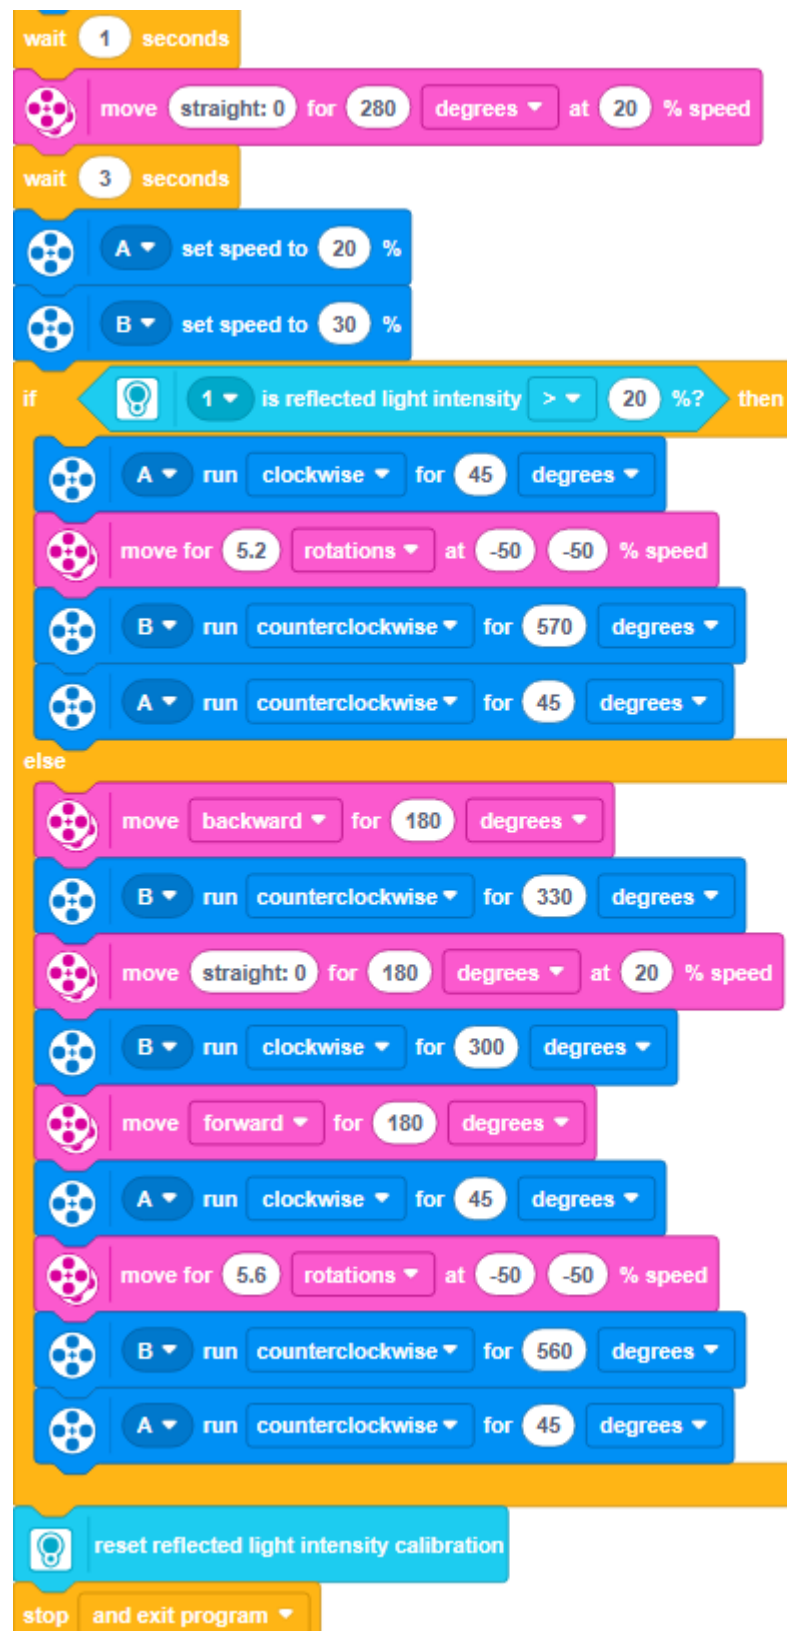 wait 1 seconds
move straight: 0 for 280 degrees at 20 % speed
wait 3 seconds
A set speed to 20 %
B set speed to 30 %
if 1 is reflected light intensity > 20 %? then
A run clockwise for 45 degrees
move for 5.2 rotations at -50 -50 % speed
B run counterclockwise for 570 degrees
A run counterclockwise for 45 degrees
else
move backward for 180 degrees
B run counterclockwise for 330 degrees
move straight: 0 for 180 degrees at 20 % speed
B run clockwise for 300 degrees
move forward for 180 degrees
A run clockwise for 45 degrees
move for 5.6 rotations at -50 -50 % speed
B run counterclockwise for 560 degrees
A run counterclockwise for 45 degrees
reset reflected light intensity calibration
stop and exit program